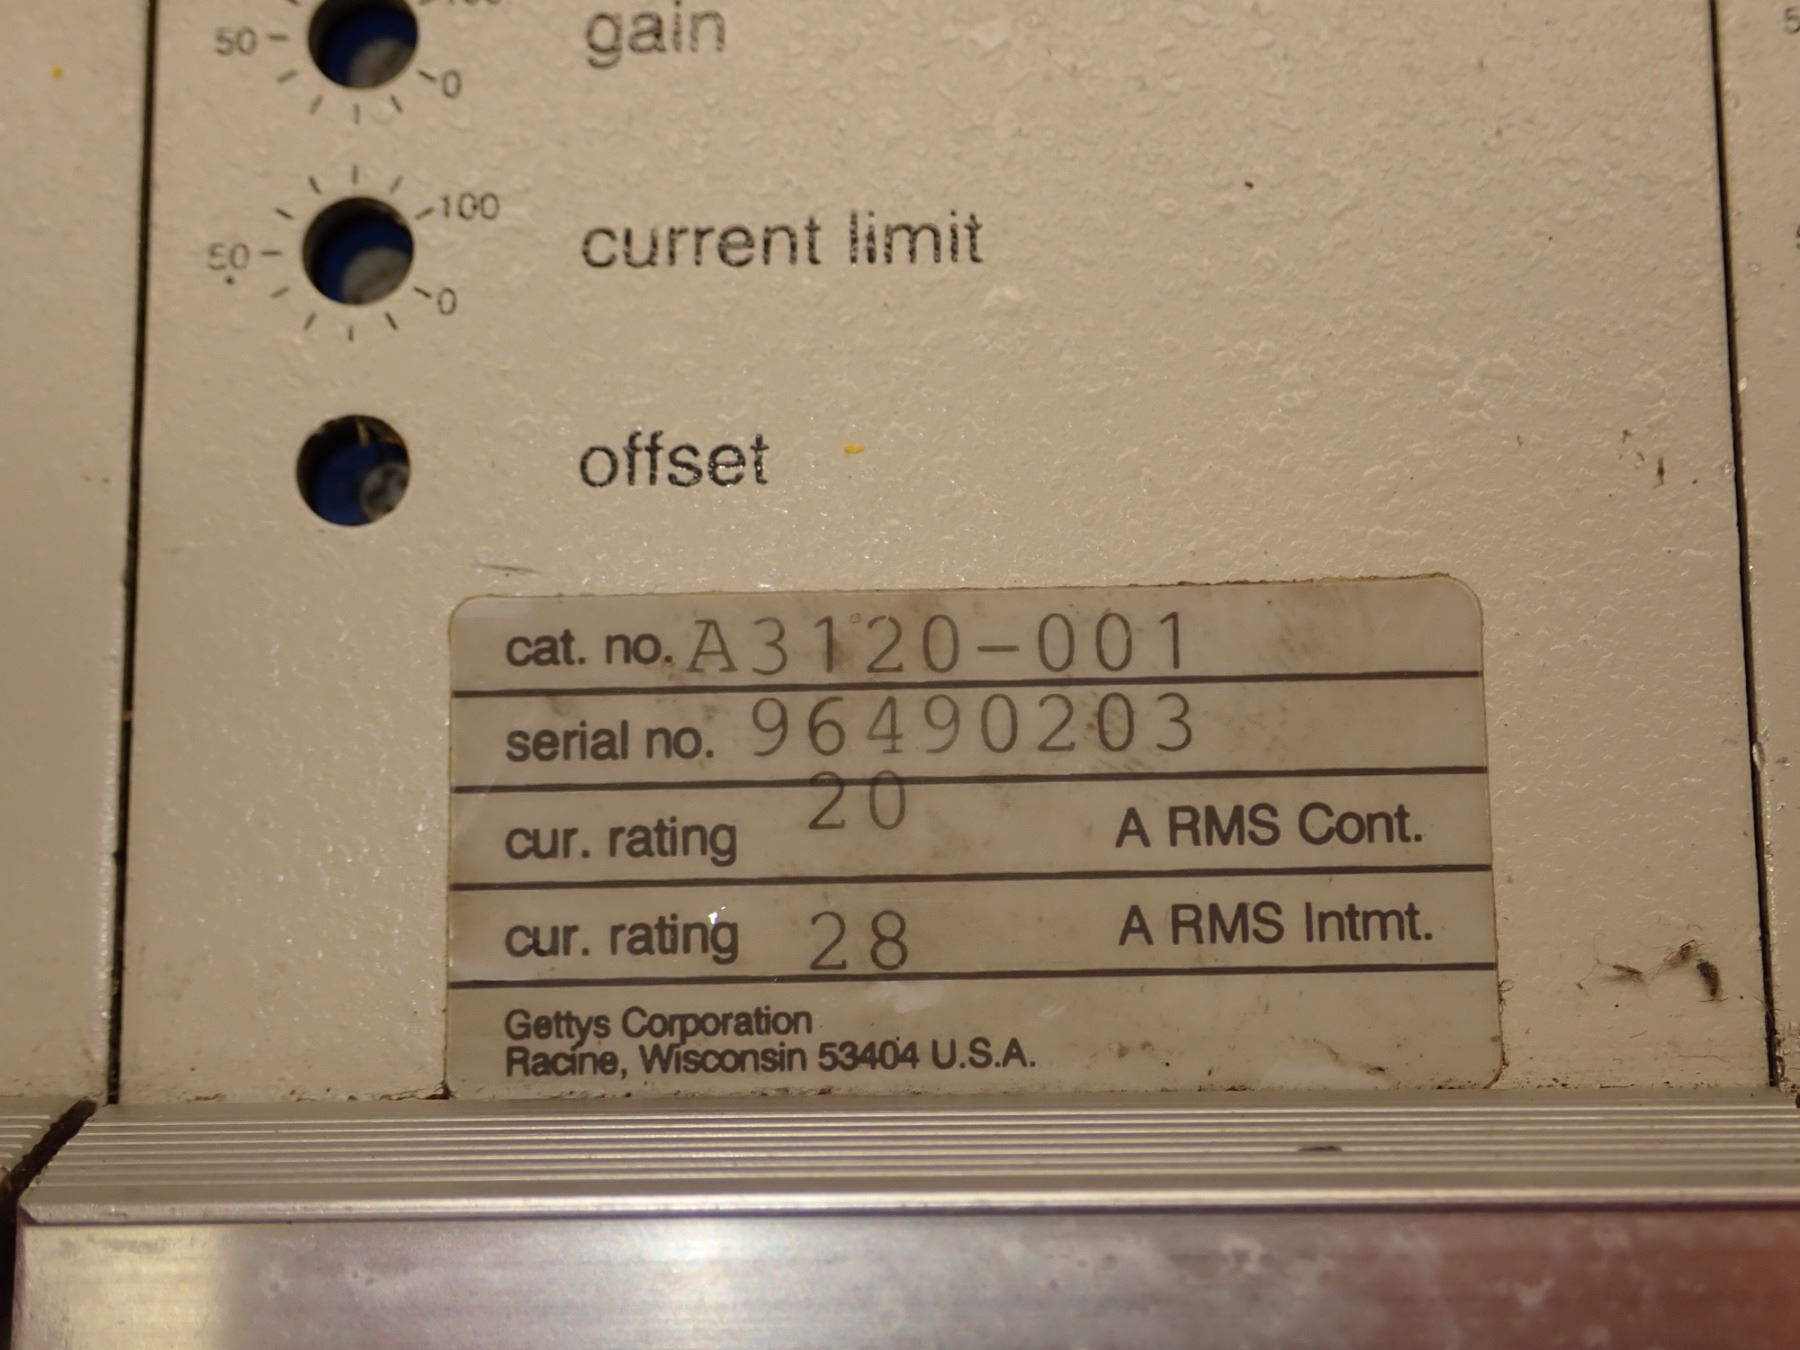 50
0
gain
100
50
0
current limit
offset
cat. no. A3120-001
serial no. 96490203
cur. rating 20 A RMS Cont.
cur. rating 28 A RMS Intmt.
Gettys Corporation
Racine, Wisconsin 53404 U.S.A.